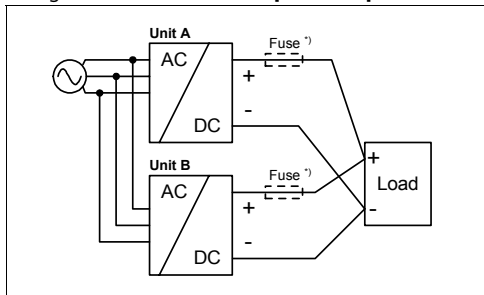 Unit A
AC
DC
+
-
Fuse *)
Unit B
AC
DC
+
-
Fuse *)
+
-
Load